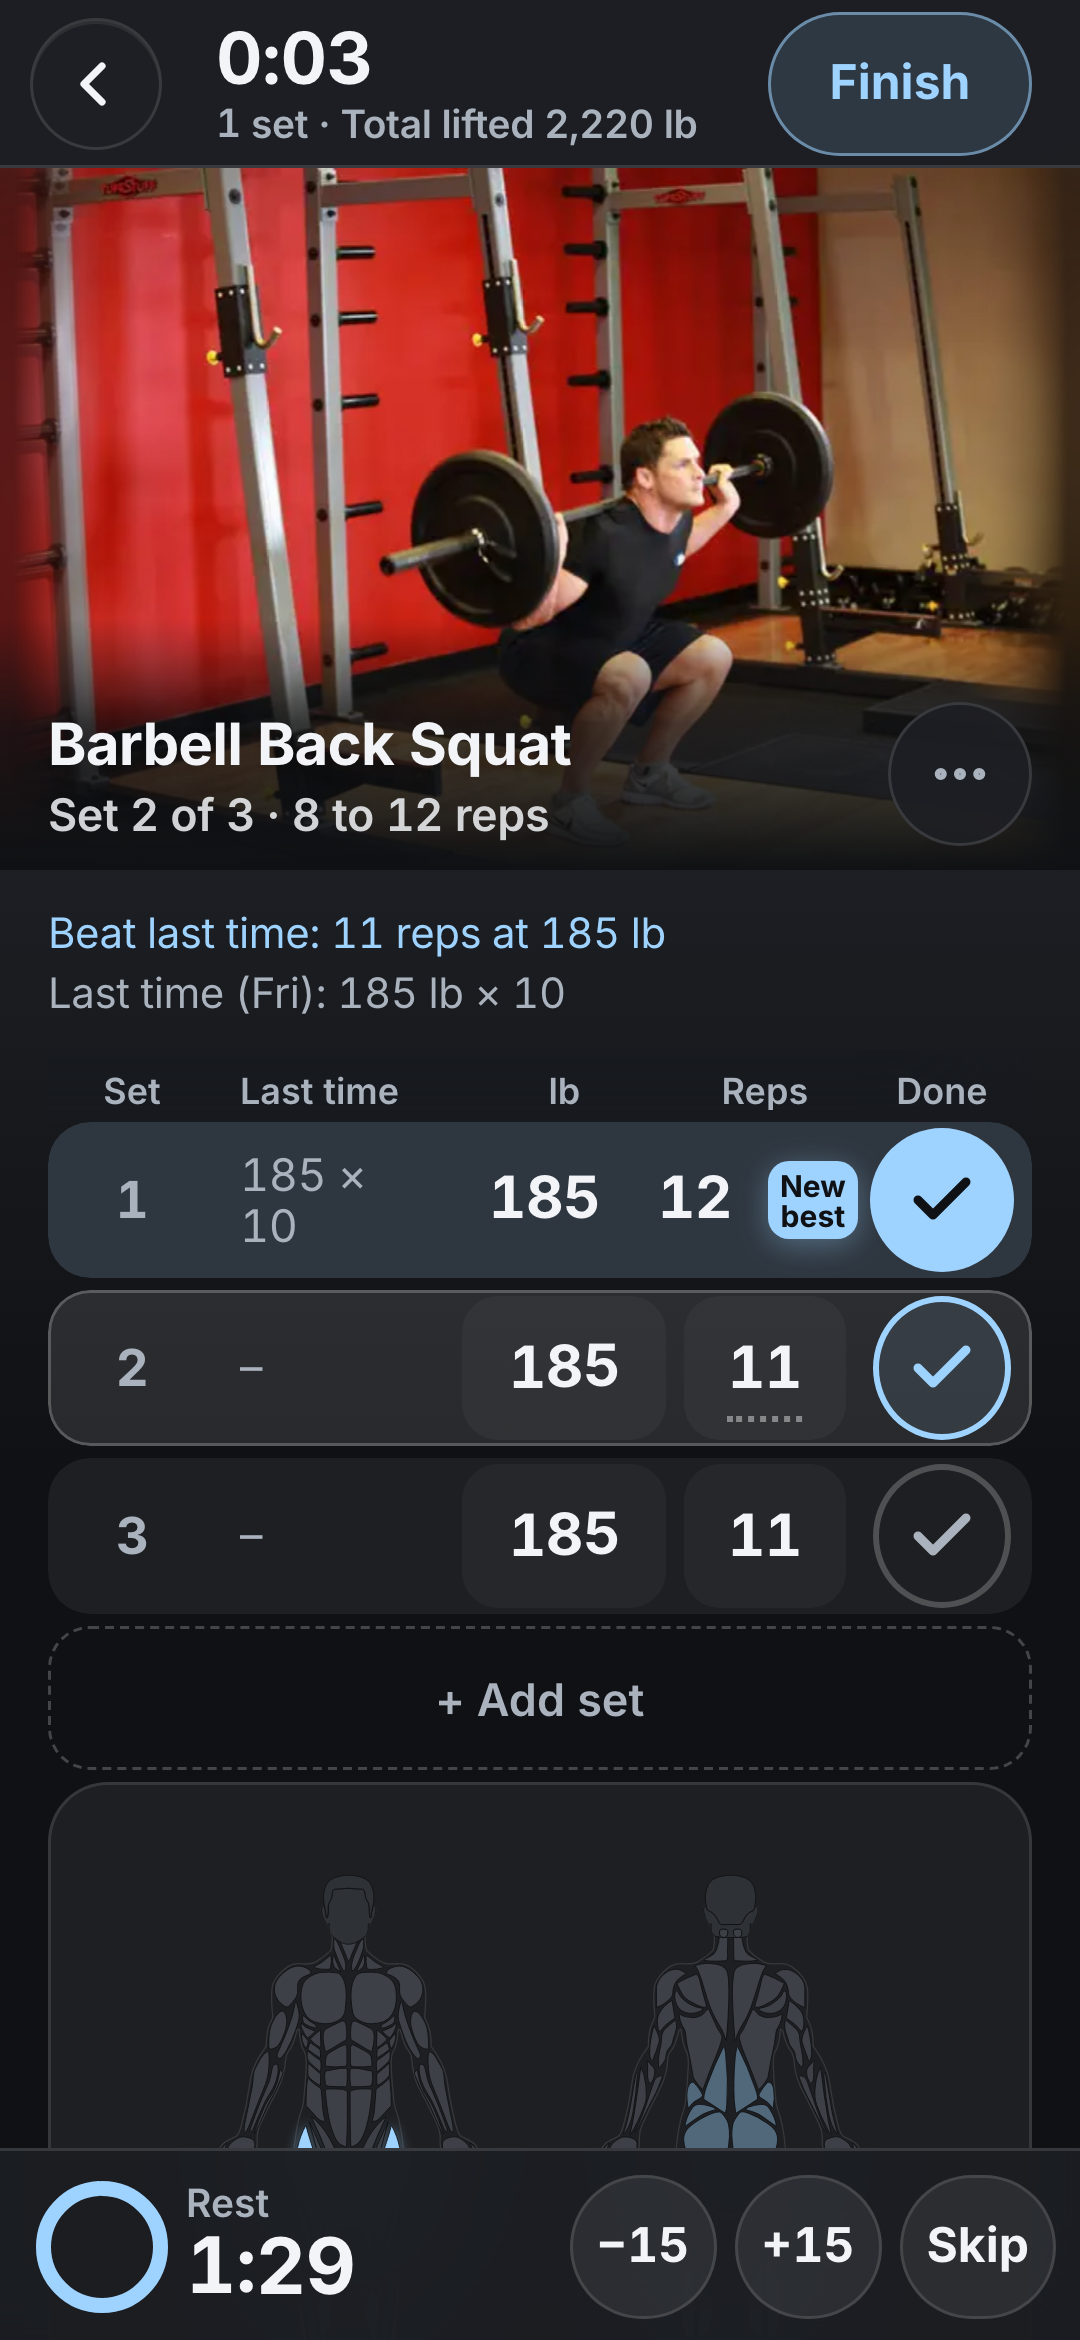 0:03
1 set · Total lifted 2,220 lb
Finish
Barbell Back Squat
Set 2 of 3 · 8 to 12 reps
...
Beat last time: 11 reps at 185 lb
Last time (Fri): 185 lb × 10
Set Last time lb Reps Done
1 185 × 10 185 12 New best
2 – 185 11
3 – 185 11
+ Add set
Rest
1:29
−15 +15 Skip